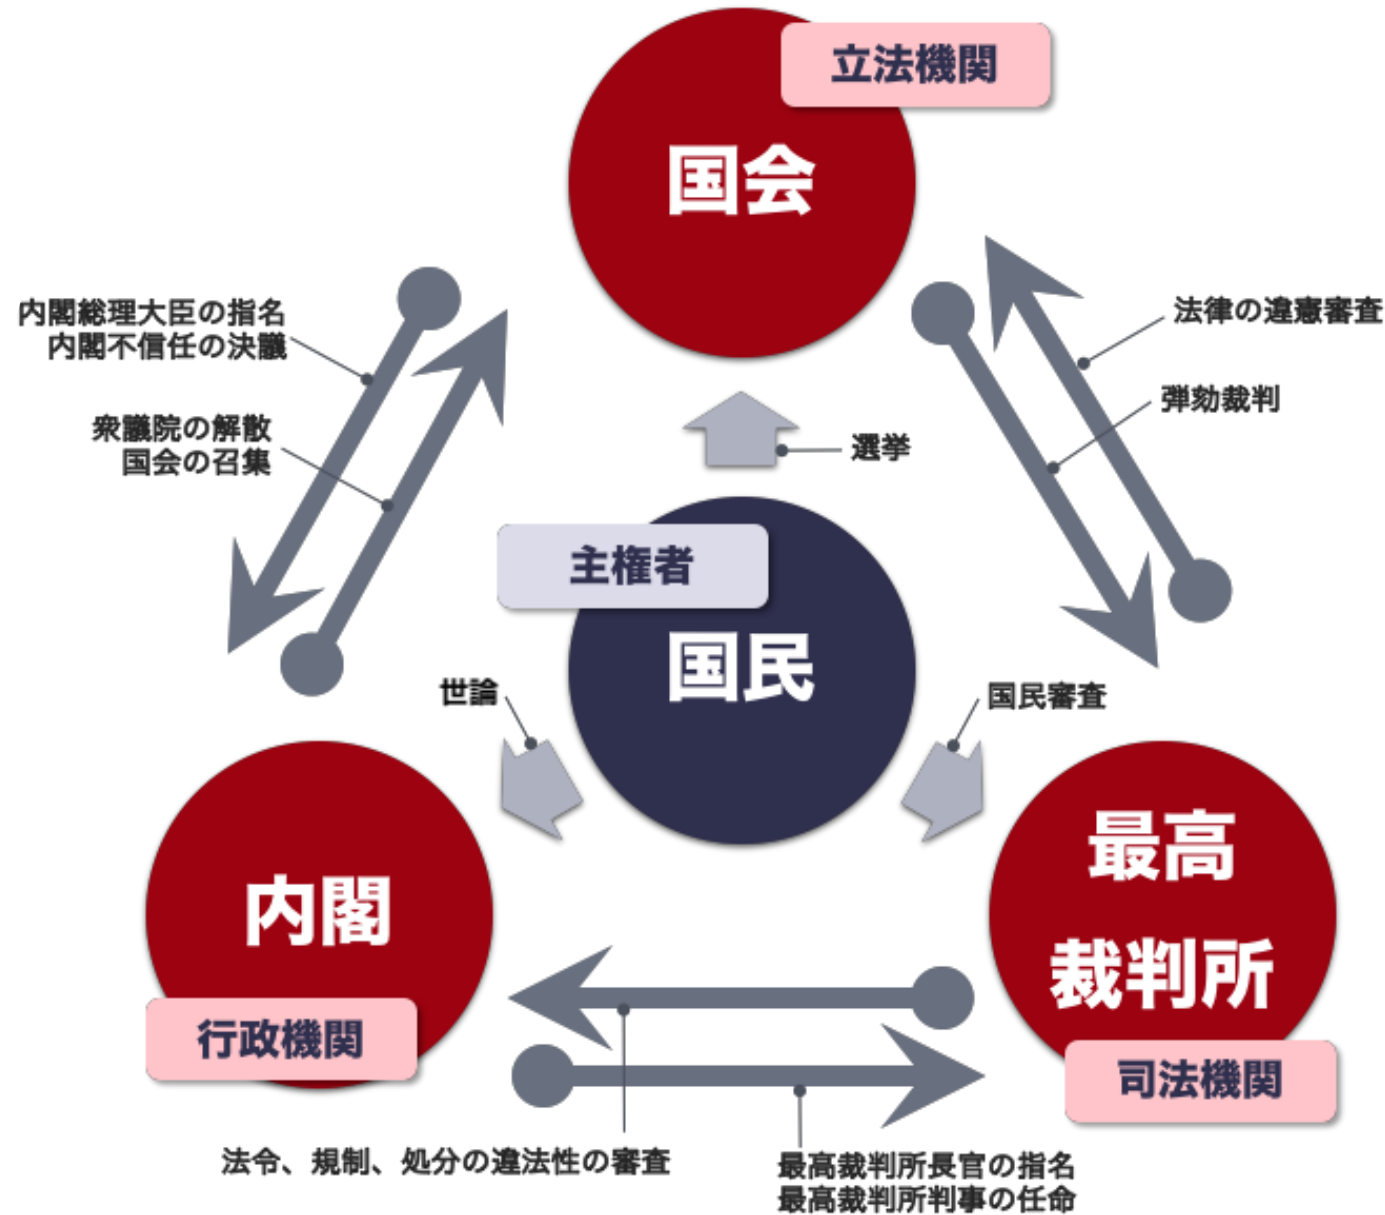 立法機関
国会
内閣総理大臣の指名
内閣不信任の決議
衆議院の解散
国会の召集
法律の違憲審査
弾劾裁判
選挙
主権者
国民
世論
国民審査
内閣
行政機関
最高
裁判所
司法機関
法令、規制、処分の違法性の審査
最高裁判所長官の指名
最高裁判所判事の任命